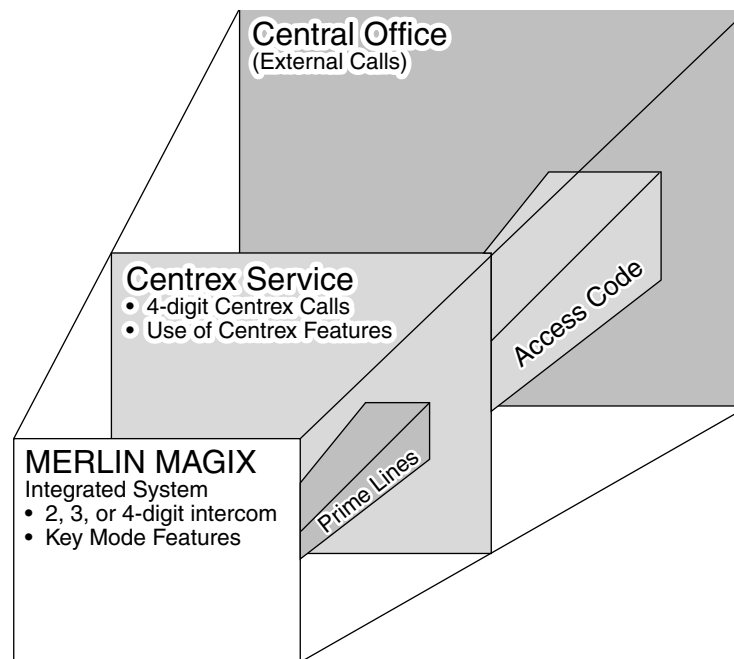 Central Office
(External Calls)
Access Code
Centrex Service
• 4-digit Centrex Calls
• Use of Centrex Features
Prime Lines
MERLIN MAGIX
Integrated System
• 2, 3, or 4-digit intercom
• Key Mode Features